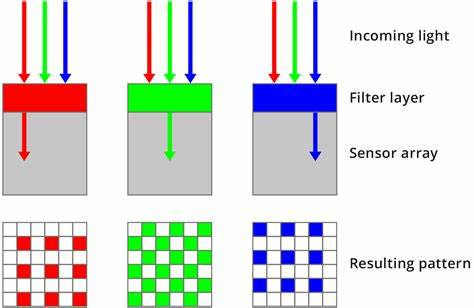 Incoming light
Filter layer
Sensor array
Resulting pattern